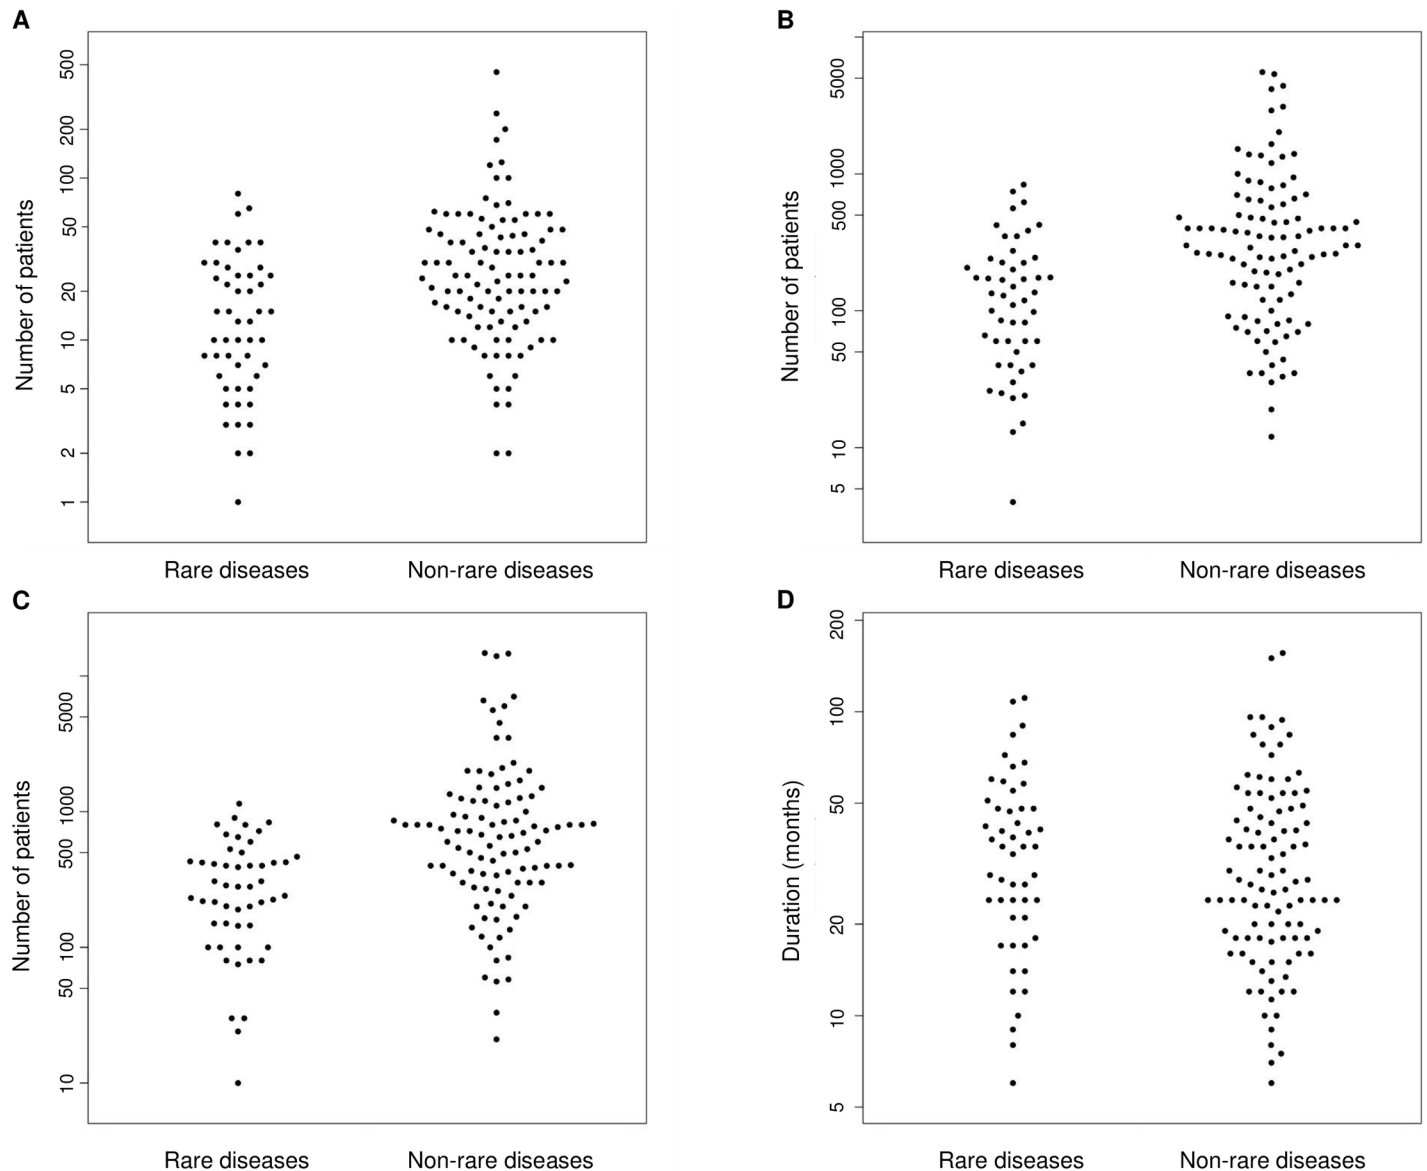 A
Number of patients
500
200
100
50
20
10
5
2
1
Rare diseases
Non-rare diseases
B
Number of patients
5000
1000
500
100
50
10
5
Rare diseases
Non-rare diseases
C
Number of patients
5000
1000
500
100
50
10
Rare diseases
Non-rare diseases
D
Duration (months)
200
100
50
20
10
5
Rare diseases
Non-rare diseases